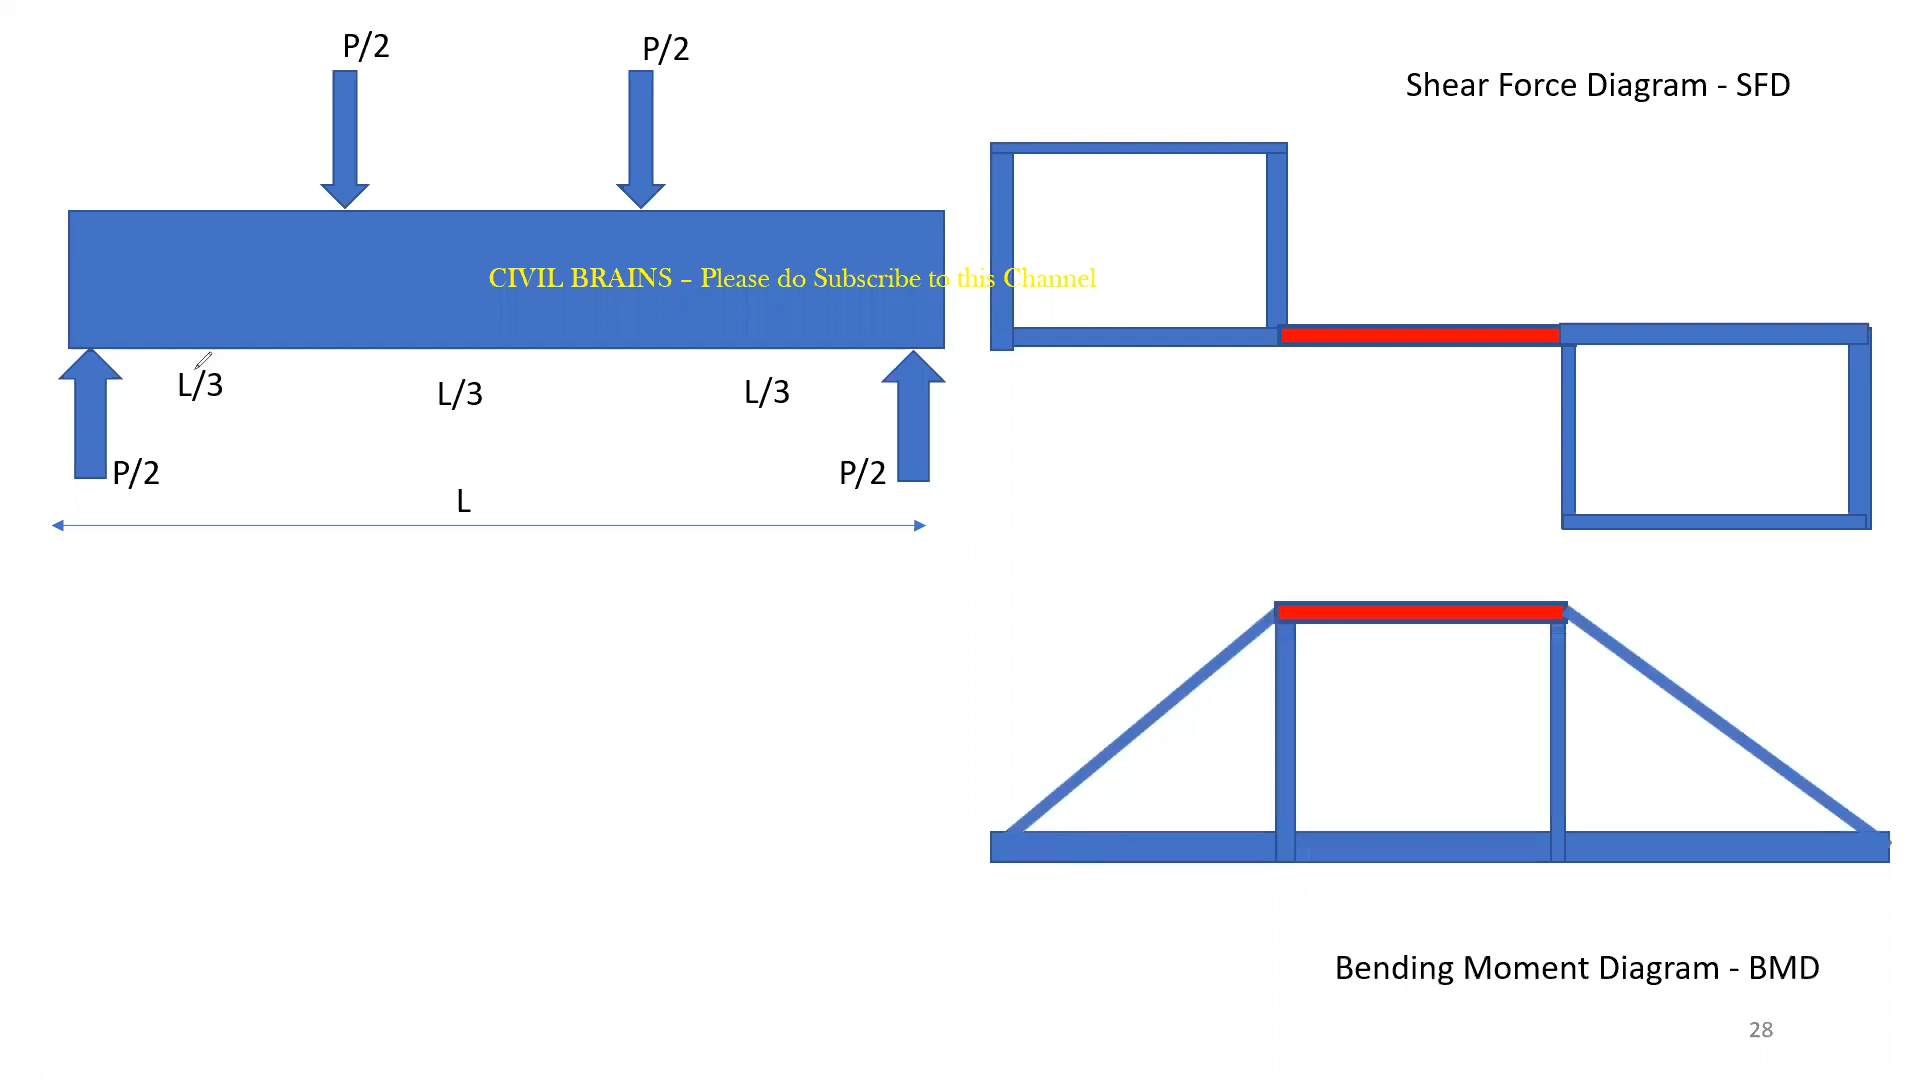 P/2
P/2
Shear Force Diagram - SFD
CIVIL BRAINS – Please do Subscribe to this Channel
L/3
L/3
L/3
P/2
P/2
L
Bending Moment Diagram - BMD
28